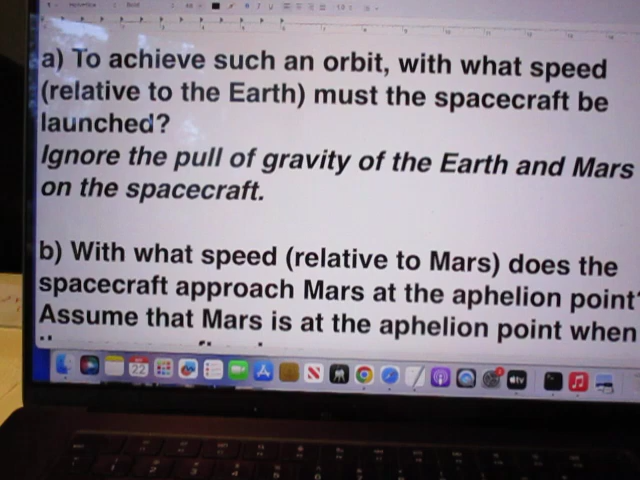 a) To achieve such an orbit, with what speed
(relative to the Earth) must the spacecraft be
launched?
Ignore the pull of gravity of the Earth and Mars
on the spacecraft.
b) With what speed (relative to Mars) does the
spacecraft approach Mars at the aphelion point?
Assume that Mars is at the aphelion point when
22
tv